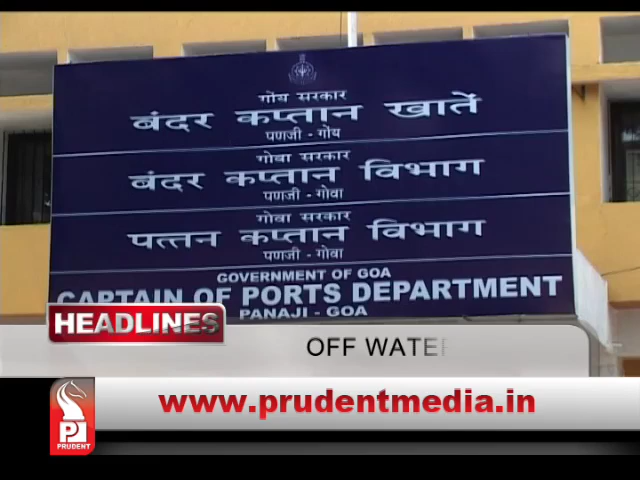 गोंय सरकार
बंदर कप्तान खातें
पणजी - गोंय
गोवा सरकार
बंदर कप्तान विभाग
पणजी - गोवा
गोवा सरकार
पत्तन कप्तान विभाग
पणजी - गोवा
GOVERNMENT OF GOA
CAPTAIN OF PORTS DEPARTMENT
PANAJI - GOA
HEADLINES
OFF WATER
www.prudentmedia.in
PRUDENT